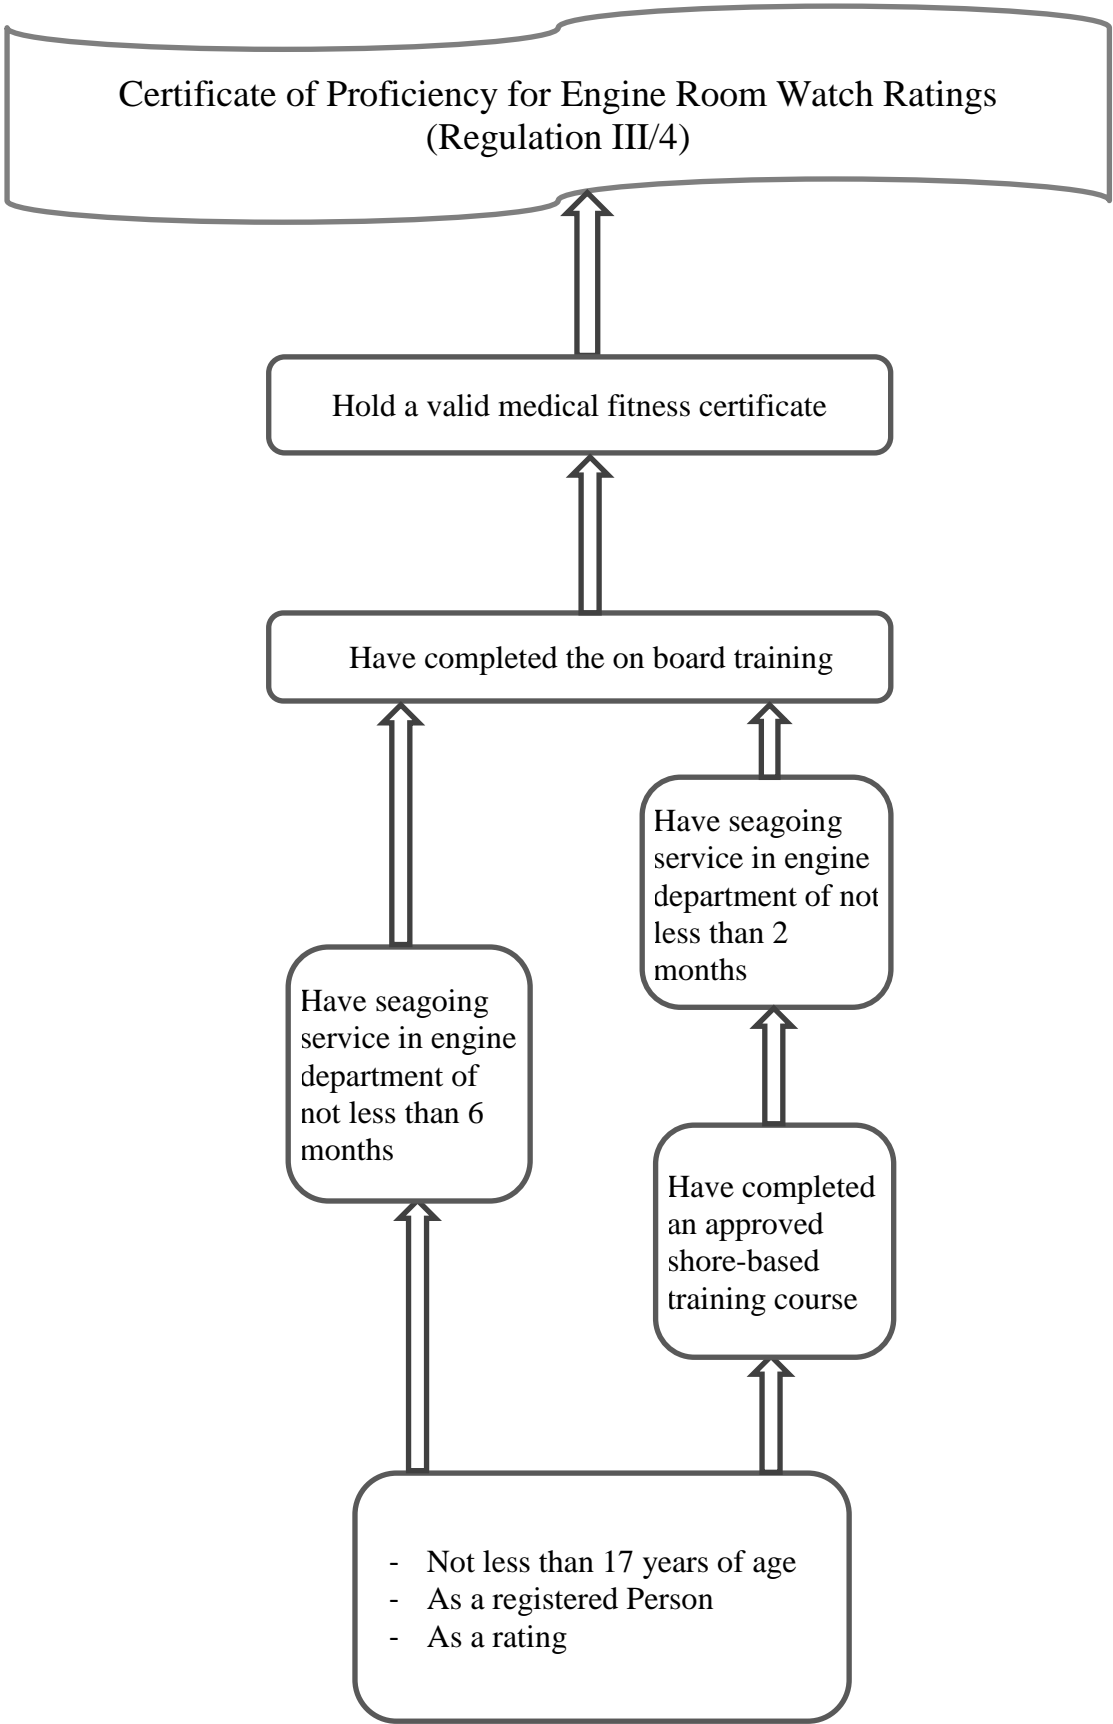 Certificate of Proficiency for Engine Room Watch Ratings
(Regulation III/4)
Hold a valid medical fitness certificate
Have completed the on board training
Have seagoing
service in engine
department of not
less than 2
months
Have seagoing
service in engine
department of
not less than 6
months
Have completed
an approved
shore-based
training course
- Not less than 17 years of age
- As a registered Person
- As a rating